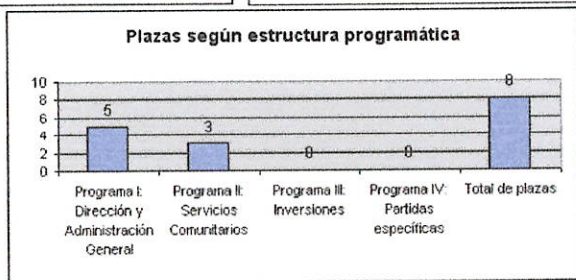 Plazas según estructura programática
10
8
6
4
2
0
5
3
0
0
8
Programa I:
Dirección y
Administración
General
Programa II:
Servicios
Comunitarios
Programa III:
Inversiones
Programa IV:
Partidas
específicas
Total de plazas